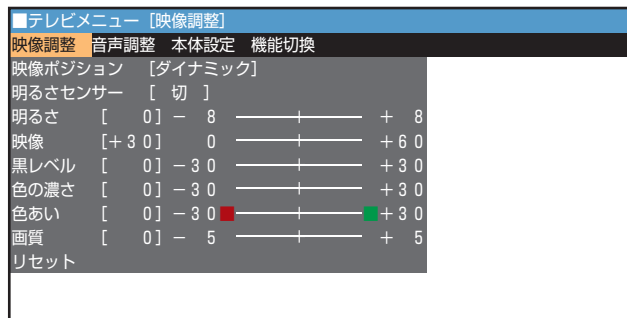 ■テレビメニュー［映像調整］
映像調整 音声調整 本体設定 機能切換
映像ポジション ［ダイナミック］
明るさセンサー ［ 切 ］
明るさ ［ 0］－ 8 ＋ 8
映像 ［＋30］ 0 ＋60
黒レベル ［ 0］－30 ＋30
色の濃さ ［ 0］－30 ＋30
色あい ［ 0］－30 ＋30
画質 ［ 0］－ 5 ＋ 5
リセット